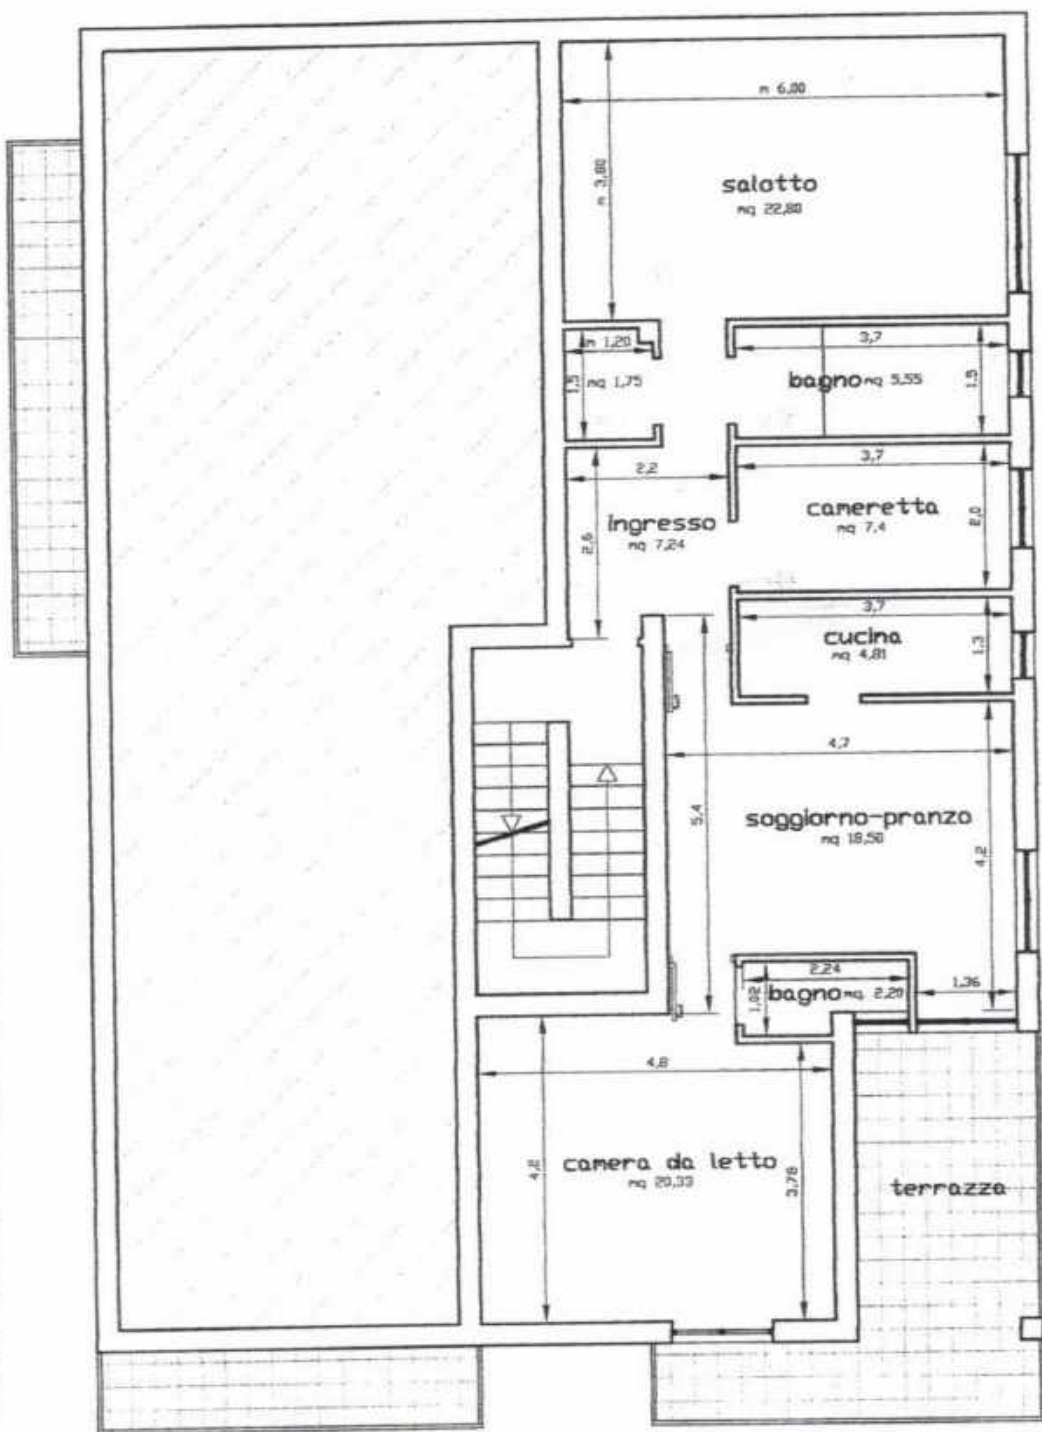 m 6,00
m 3,80
salotto
mq 22,80
m 1,20
1,5
mq 1,75
3,7
bagno mq 5,55
1,5
2,2
2,6
ingresso
mq 7,24
3,7
cameretta
mq 7,4
2,0
3,7
cucina
mq 4,81
1,3
4,7
5,4
soggiorno-pranzo
mq 18,50
4,2
2,24
1,02
bagno mq 2,20
1,36
4,8
4,2
camera da letto
mq 20,33
3,78
terrazza